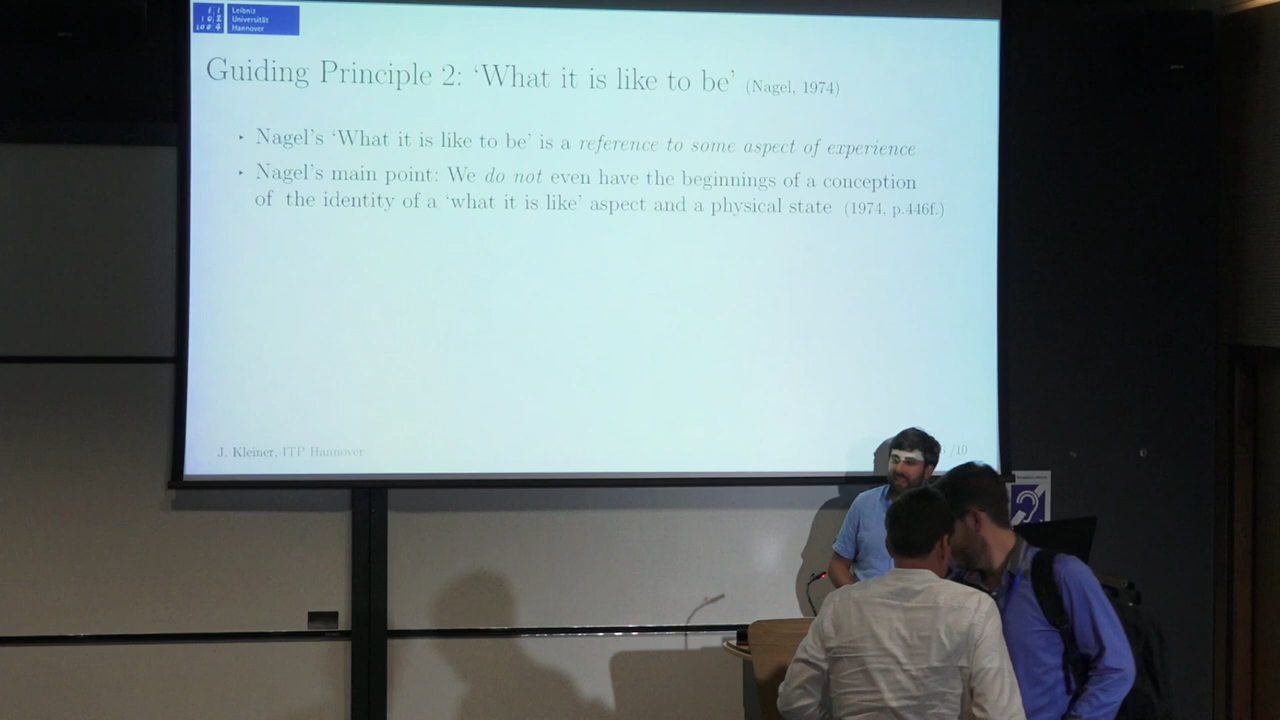 Leibniz
Universität
Hannover
Guiding Principle 2: ‘What it is like to be’ (Nagel, 1974)
‣ Nagel’s ‘What it is like to be’ is a reference to some aspect of experience
‣ Nagel’s main point: We do not even have the beginnings of a conception
of the identity of a ‘what it is like’ aspect and a physical state (1974, p.446f.)
J. Kleiner, ITP Hannover
/10